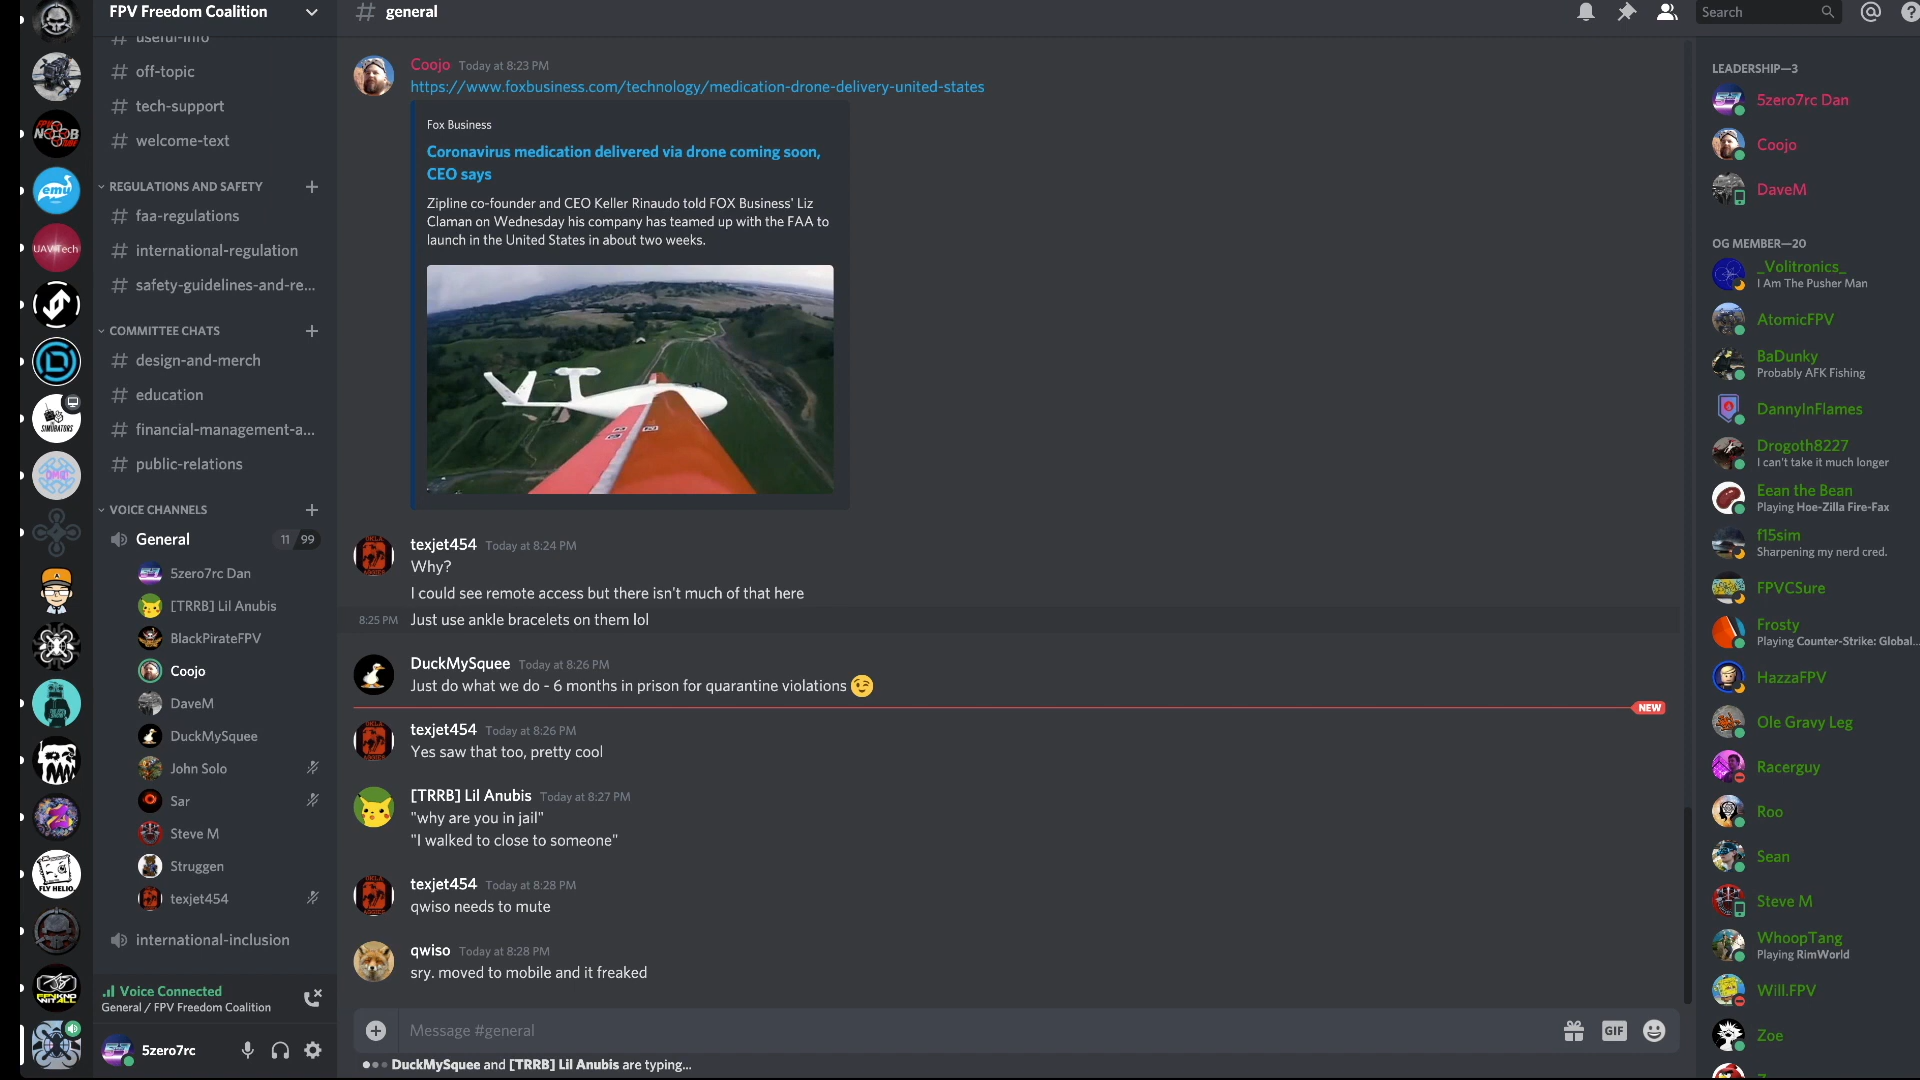 FPV Freedom Coalition
useful-info
off-topic
tech-support
welcome-text
REGULATIONS AND SAFETY
faa-regulations
international-regulation
safety-guidelines-and-re...
COMMITTEE CHATS
design-and-merch
education
financial-management-a...
public-relations
VOICE CHANNELS
General 11 / 99
5zero7rc Dan
[TRRB] Lil Anubis
BlackPirateFPV
Coojo
DaveM
DuckMySquee
John Solo
Sar
Steve M
Struggen
texjet454
international-inclusion
Voice Connected
General / FPV Freedom Coalition
5zero7rc
# general
Search
Coojo Today at 8:23 PM
https://www.foxbusiness.com/technology/medication-drone-delivery-united-states
Fox Business
Coronavirus medication delivered via drone coming soon,
CEO says
Zipline co-founder and CEO Keller Rinaudo told FOX Business' Liz
Claman on Wednesday his company has teamed up with the FAA to
launch in the United States in about two weeks.
texjet454 Today at 8:24 PM
Why?
I could see remote access but there isn't much of that here
8:25 PM Just use ankle bracelets on them lol
DuckMySquee Today at 8:26 PM
Just do what we do - 6 months in prison for quarantine violations
NEW
texjet454 Today at 8:26 PM
Yes saw that too, pretty cool
[TRRB] Lil Anubis Today at 8:27 PM
"why are you in jail"
"I walked to close to someone"
texjet454 Today at 8:28 PM
qwiso needs to mute
qwiso Today at 8:28 PM
sry. moved to mobile and it freaked
Message #general
GIF
DuckMySquee and [TRRB] Lil Anubis are typing...
LEADERSHIP—3
5zero7rc Dan
Coojo
DaveM
OG MEMBER—20
_Volitronics_
I Am The Pusher Man
AtomicFPV
BaDunky
Probably AFK Fishing
DannyInFlames
Drogoth8227
I can't take it much longer
Eean the Bean
Playing Hoe-Zilla Fire-Fax
f15sim
Sharpening my nerd cred.
FPVCSure
Frosty
Playing Counter-Strike: Global...
HazzaFPV
Ole Gravy Leg
Racerguy
Roo
Sean
Steve M
WhoopTang
Playing RimWorld
Will.FPV
Zoe
emu
UAV Tech
FLY HELIO